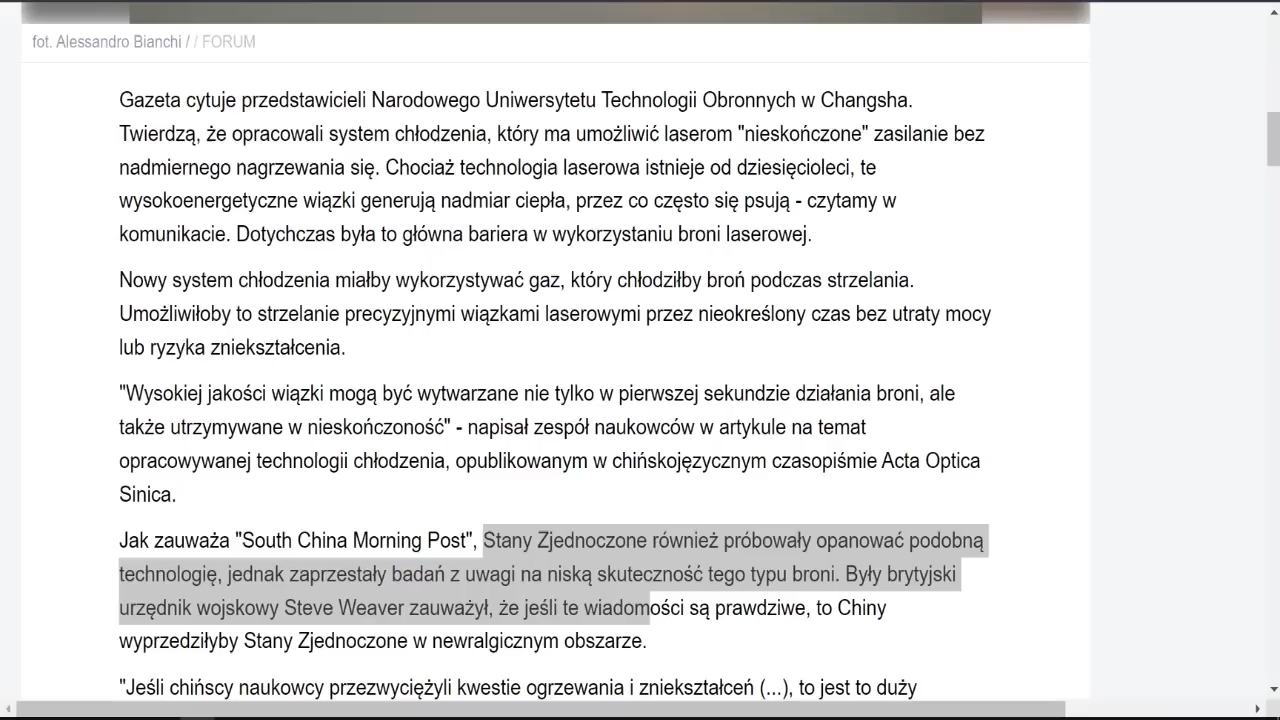 fot. Alessandro Bianchi / / FORUM
Gazeta cytuje przedstawicieli Narodowego Uniwersytetu Technologii Obronnych w Changsha.
Twierdzą, że opracowali system chłodzenia, który ma umożliwić laserom "nieskończone" zasilanie bez
nadmiernego nagrzewania się. Chociaż technologia laserowa istnieje od dziesięcioleci, te
wysokoenergetyczne wiązki generują nadmiar ciepła, przez co często się psują - czytamy w
komunikacie. Dotychczas była to główna bariera w wykorzystaniu broni laserowej.
Nowy system chłodzenia miałby wykorzystywać gaz, który chłodziłby broń podczas strzelania.
Umożliwiłoby to strzelanie precyzyjnymi wiązkami laserowymi przez nieokreślony czas bez utraty mocy
lub ryzyka zniekształcenia.
"Wysokiej jakości wiązki mogą być wytwarzane nie tylko w pierwszej sekundzie działania broni, ale
także utrzymywane w nieskończoność" - napisał zespół naukowców w artykule na temat
opracowywanej technologii chłodzenia, opublikowanym w chińskojęzycznym czasopiśmie Acta Optica
Sinica.
Jak zauważa "South China Morning Post", Stany Zjednoczone również próbowały opanować podobną
technologię, jednak zaprzestały badań z uwagi na niską skuteczność tego typu broni. Były brytyjski
urzędnik wojskowy Steve Weaver zauważył, że jeśli te wiadomości są prawdziwe, to Chiny
wyprzedziłyby Stany Zjednoczone w newralgicznym obszarze.
"Jeśli chińscy naukowcy przezwyciężyli kwestie ogrzewania i zniekształceń (...), to jest to duży